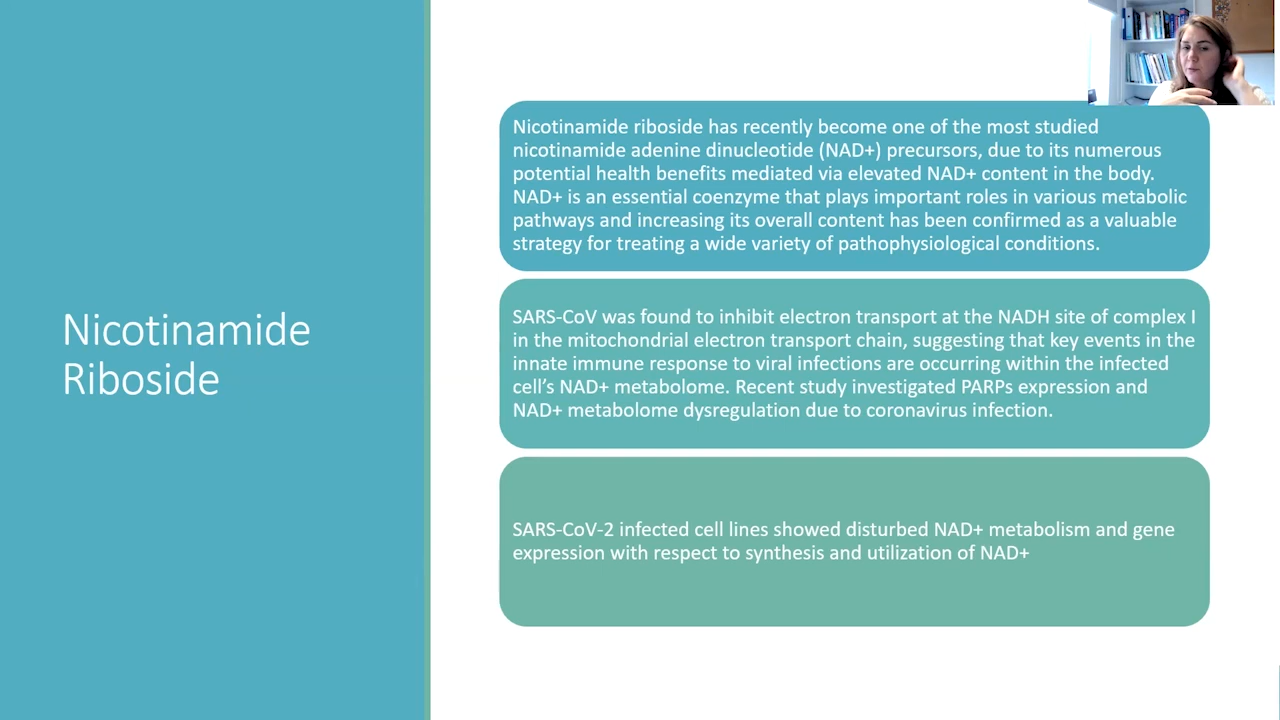 Nicotinamide
Riboside
Nicotinamide riboside has recently become one of the most studied
nicotinamide adenine dinucleotide (NAD+) precursors, due to its numerous
potential health benefits mediated via elevated NAD+ content in the body.
NAD+ is an essential coenzyme that plays important roles in various metabolic
pathways and increasing its overall content has been confirmed as a valuable
strategy for treating a wide variety of pathophysiological conditions.
SARS-CoV was found to inhibit electron transport at the NADH site of complex I
in the mitochondrial electron transport chain, suggesting that key events in the
innate immune response to viral infections are occurring within the infected
cell’s NAD+ metabolome. Recent study investigated PARPs expression and
NAD+ metabolome dysregulation due to coronavirus infection.
SARS-CoV-2 infected cell lines showed disturbed NAD+ metabolism and gene
expression with respect to synthesis and utilization of NAD+